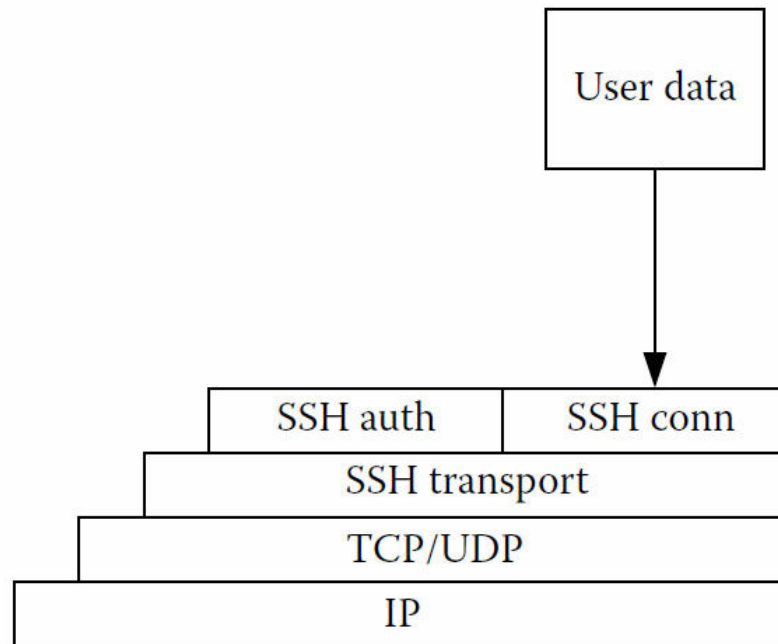 User data
SSH auth
SSH conn
SSH transport
TCP/UDP
IP